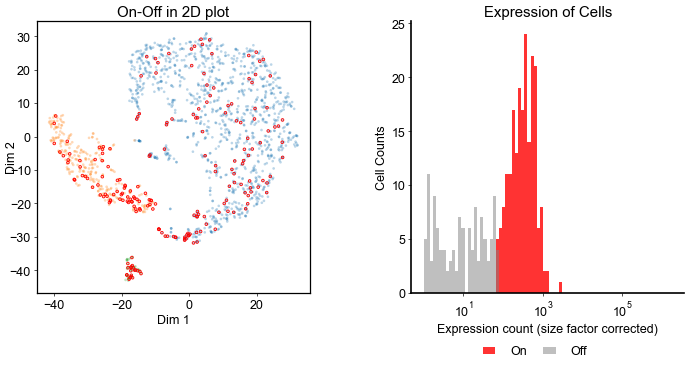 On-Off in 2D plot
30
20
10
0
−10
−20
−30
−40
Dim 2
−40
−20
0
20
Dim 1
Expression of Cells
25
20
15
10
5
0
Cell Counts
10^1
10^3
10^5
Expression count (size factor corrected)
On
Off